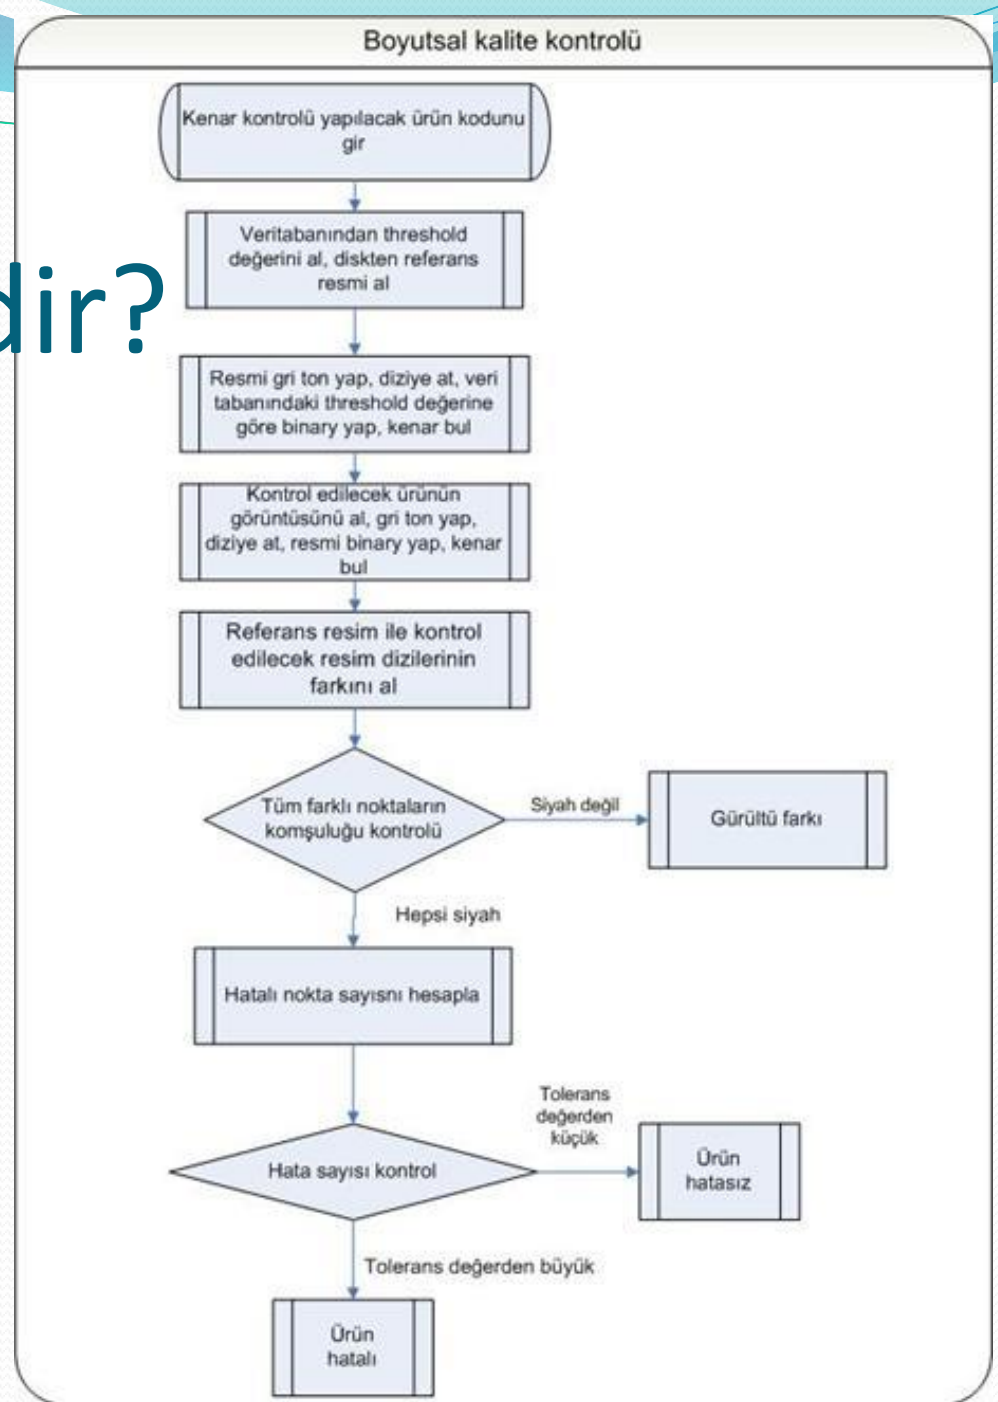 Boyutsal kalite kontrolü
Kenar kontrolü yapılacak ürün kodunu
gir
Veritabanından threshold
değerini al, diskten referans
resmi al
dir?
Resmi gri ton yap, diziye at, veri
tabanındaki threshold değerine
göre binary yap, kenar bul
Kontrol edilecek ürünün
görüntüsünü al, gri ton yap,
diziye at, resmi binary yap, kenar
bul
Referans resim ile kontrol
edilecek resim dizilerinin
farkını al
Tüm farklı noktaların
komşuluğu kontrolü
Siyah değil
Gürültü farkı
Hepsi siyah
Hatalı nokta sayısnı hesapla
Tolerans
değerden
küçük
Hata sayısı kontrol
Ürün
hatasız
Tolerans değerden büyük
Ürün
hatalı